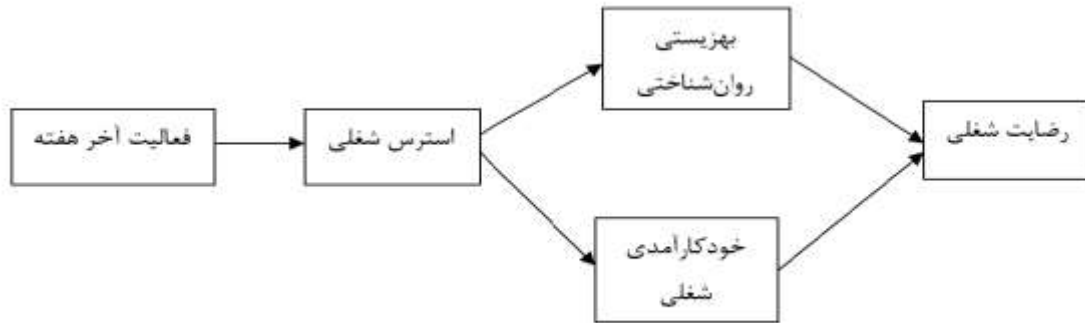 فعالیت آخر هفته
استرس شغلی
بهزیستی
روان‌شناختی
خودکارآمدی
شغلی
رضایت شغلی